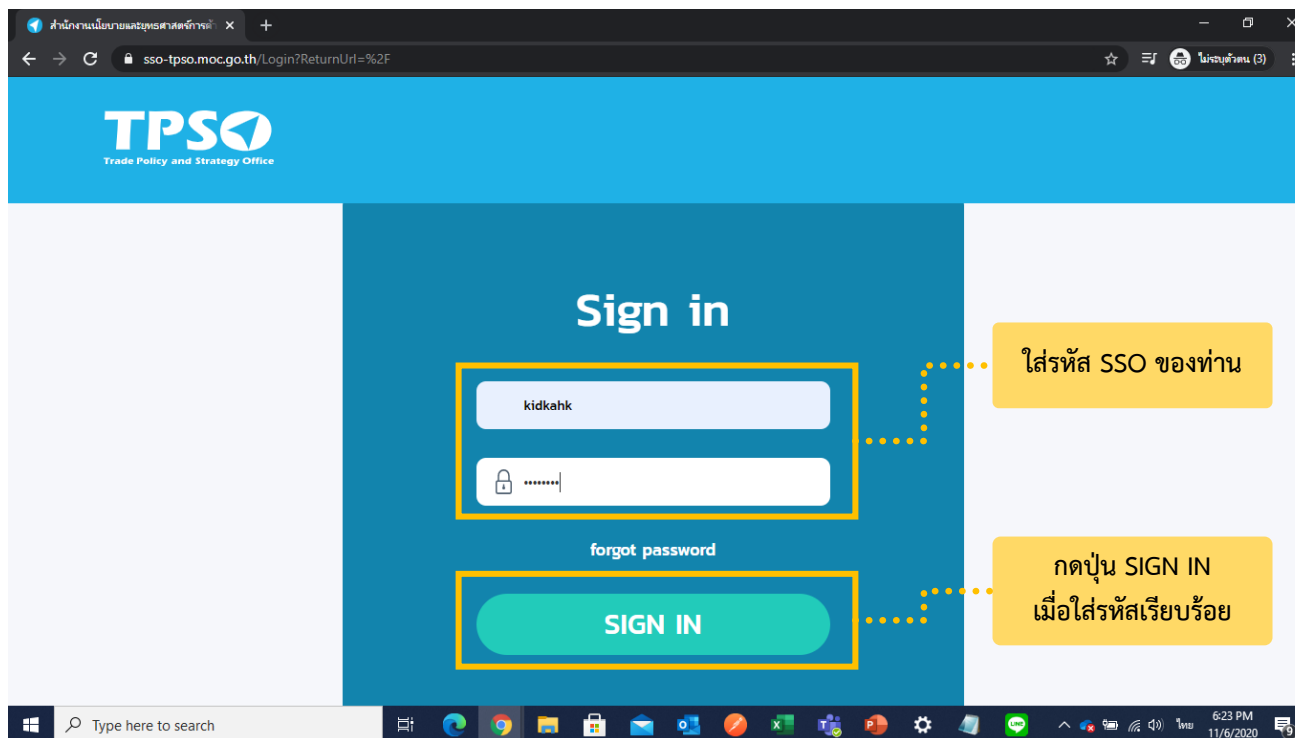 สำนักงานนโยบายและยุทธศาสตร์การค้า
sso-tpso.moc.go.th/Login?ReturnUrl=%2F
ไม่ระบุตัวตน (3)
TPSO
Trade Policy and Strategy Office
Sign in
ใส่รหัส SSO ของท่าน
kidkahk
••••••••
forgot password
กดปุ่ม SIGN IN
เมื่อใส่รหัสเรียบร้อย
SIGN IN
Type here to search
ไทย
6:23 PM
11/6/2020
9